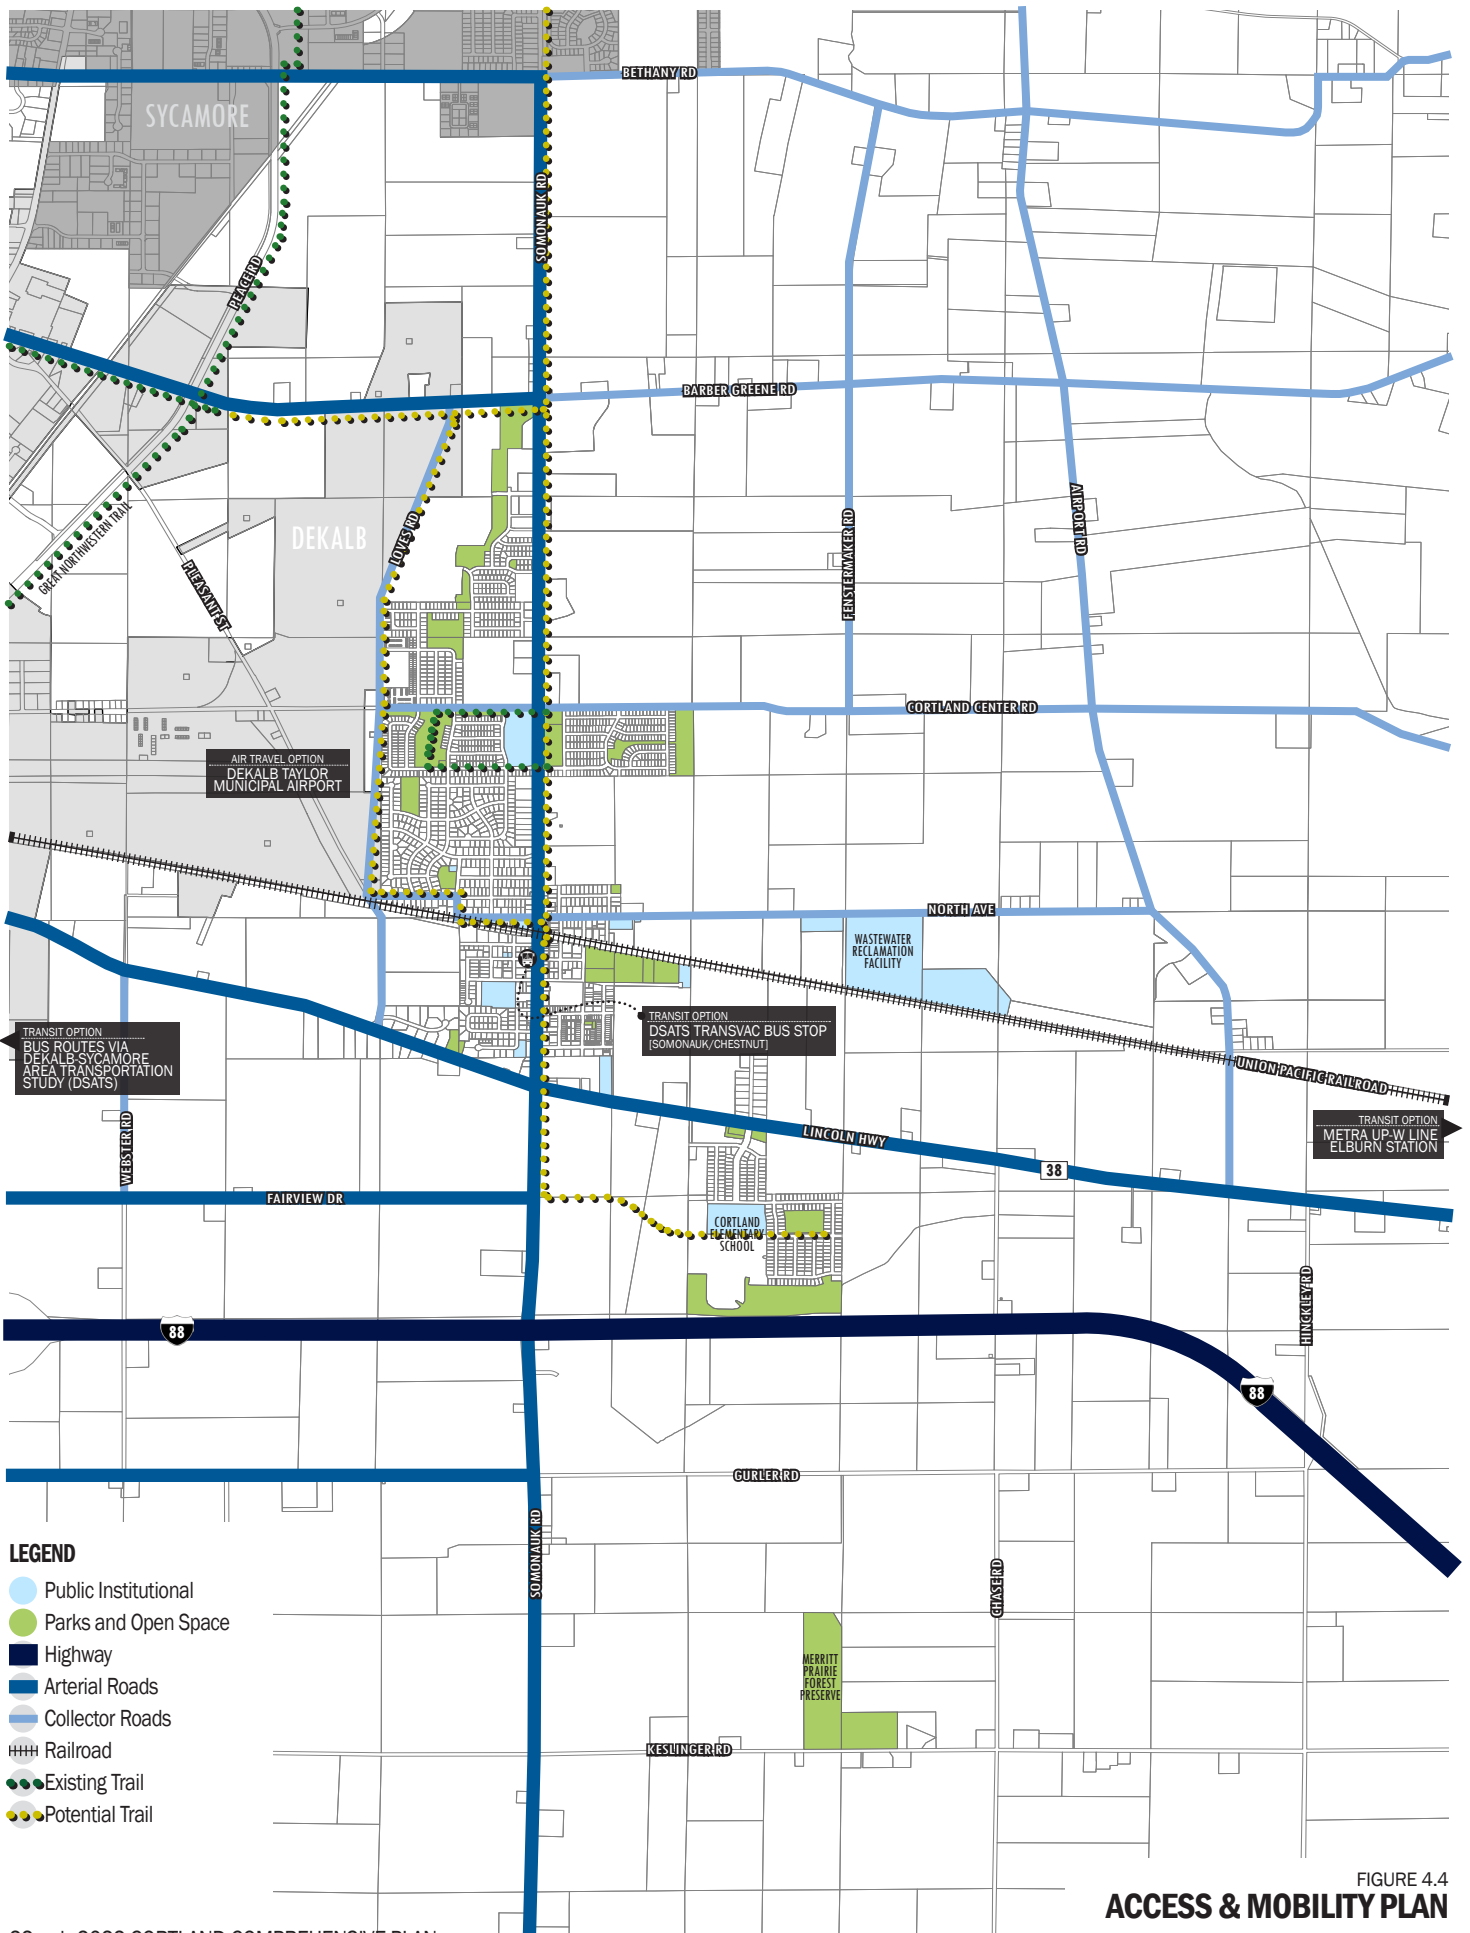 BETHANY RD
SYCAMORE
SOMONAUK RD
PEACE RD
BARBER GREENE RD
GREAT NORTHWESTERN TRAIL
DEKALB
LOVES RD
PLEASANT ST
FENSTERMAKER RD
AIRPORT RD
CORTLAND CENTER RD
AIR TRAVEL OPTION
DEKALB TAYLOR
MUNICIPAL AIRPORT
NORTH AVE
WASTEWATER
RECLAMATION
FACILITY
TRANSIT OPTION
DSATS TRANSVAC BUS STOP
[SOMONAUK/CHESTNUT]
TRANSIT OPTION
BUS ROUTES VIA
DEKALB-SYCAMORE
AREA TRANSPORTATION
STUDY (DSATS)
UNION PACIFIC RAILROAD
TRANSIT OPTION
METRA UP-W LINE
ELBURN STATION
WEBSTER RD
LINCOLN HWY
38
FAIRVIEW DR
CORTLAND
ELEMENTARY
SCHOOL
HINCKLEY RD
88
88
GURLER RD
SOMONAUK RD
CHASE RD
MERRITT
PRAIRIE
FOREST
PRESERVE
KESLINGER RD
LEGEND
Public Institutional
Parks and Open Space
Highway
Arterial Roads
Collector Roads
Railroad
Existing Trail
Potential Trail
FIGURE 4.4
ACCESS & MOBILITY PLAN
CORTLAND COMPREHENSIVE PLAN